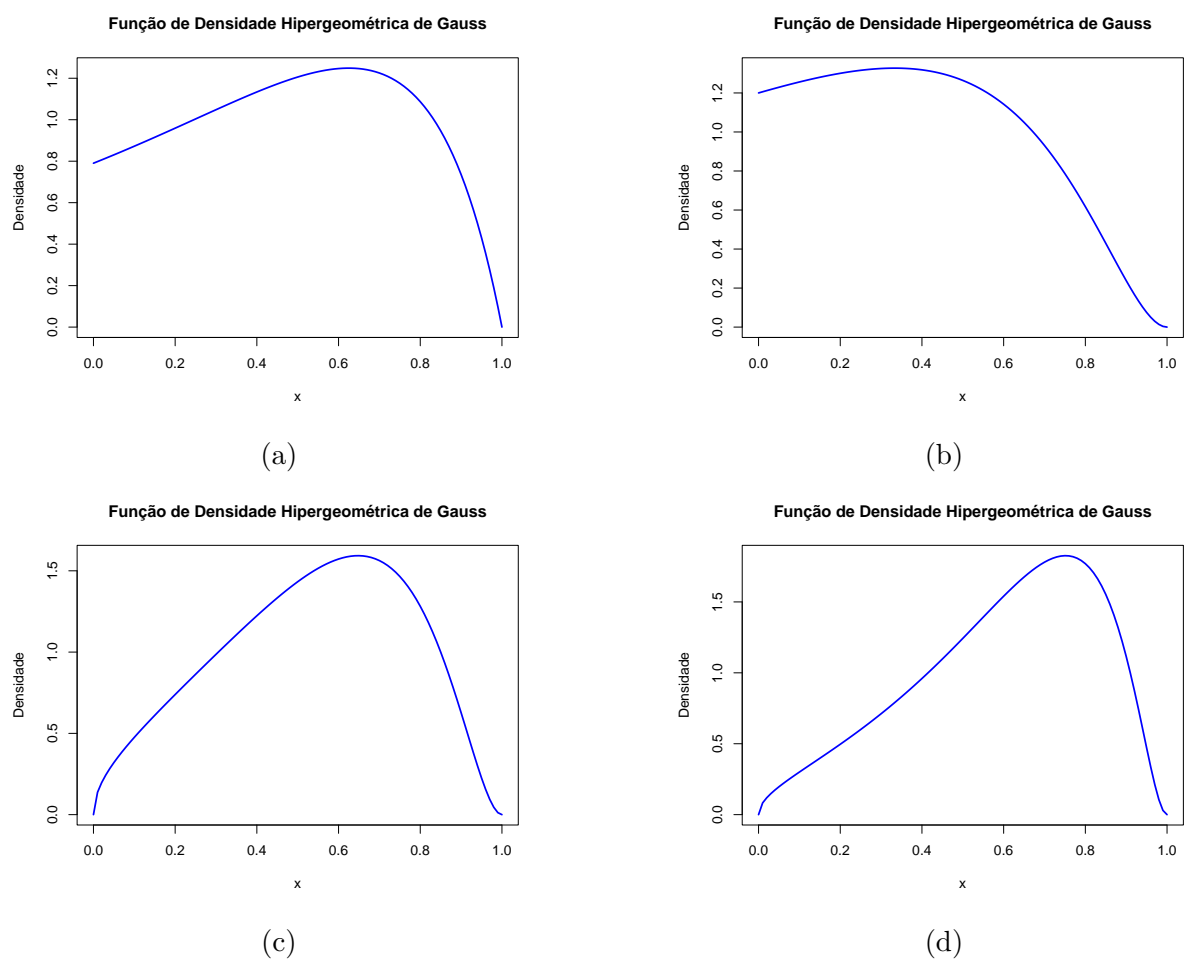 Função de Densidade Hipergeométrica de Gauss
Densidade
0.0 0.2 0.4 0.6 0.8 1.0 1.2
0.0 0.2 0.4 0.6 0.8 1.0
x
(a)
Função de Densidade Hipergeométrica de Gauss
Densidade
0.0 0.2 0.4 0.6 0.8 1.0 1.2
0.0 0.2 0.4 0.6 0.8 1.0
x
(b)
Função de Densidade Hipergeométrica de Gauss
Densidade
0.0 0.5 1.0 1.5
0.0 0.2 0.4 0.6 0.8 1.0
x
(c)
Função de Densidade Hipergeométrica de Gauss
Densidade
0.0 0.5 1.0 1.5
0.0 0.2 0.4 0.6 0.8 1.0
x
(d)